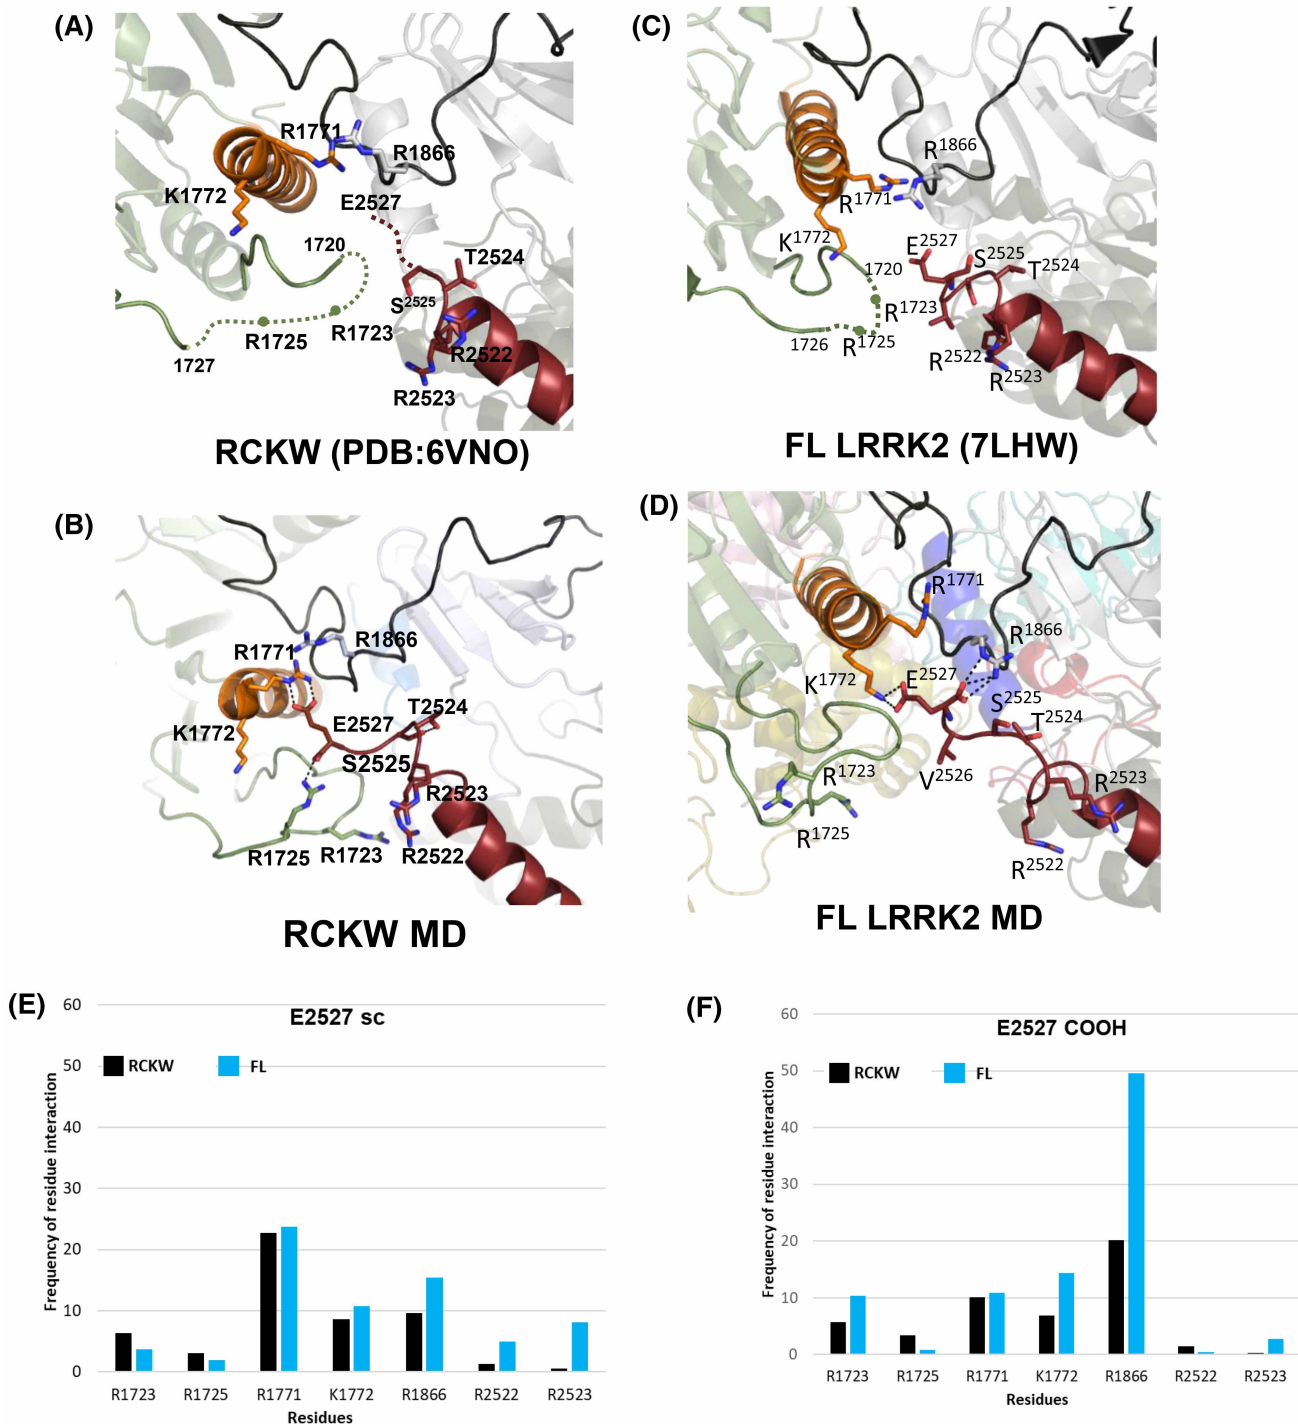 (A)
R1771
R1866
K1772
E2527
1720
T2524
S2525
R1725
R1723
R2522
1727
R2523
RCKW (PDB:6VNO)
(C)
R1866
R1771
K1772
E2527
S2525
1720
T2524
R1723
1726
R1725
R2522
R2523
FL LRRK2 (7LHW)
(B)
R1866
R1771
K1772
E2527
T2524
S2525
R2523
R1725
R1723
R2522
RCKW MD
(D)
R1771
R1866
K1772
E2527
S2525
T2524
R1723
V2526
R2523
R1725
R2522
FL LRRK2 MD
(E)
E2527 sc
RCKW
FL
Frequency of residue interaction
60
50
40
30
20
10
0
R1723 R1725 R1771 K1772 R1866 R2522 R2523
Residues
(F)
E2527 COOH
RCKW
FL
Frequency of residue interaction
60
50
40
30
20
10
0
R1723 R1725 R1771 K1772 R1866 R2522 R2523
Residues